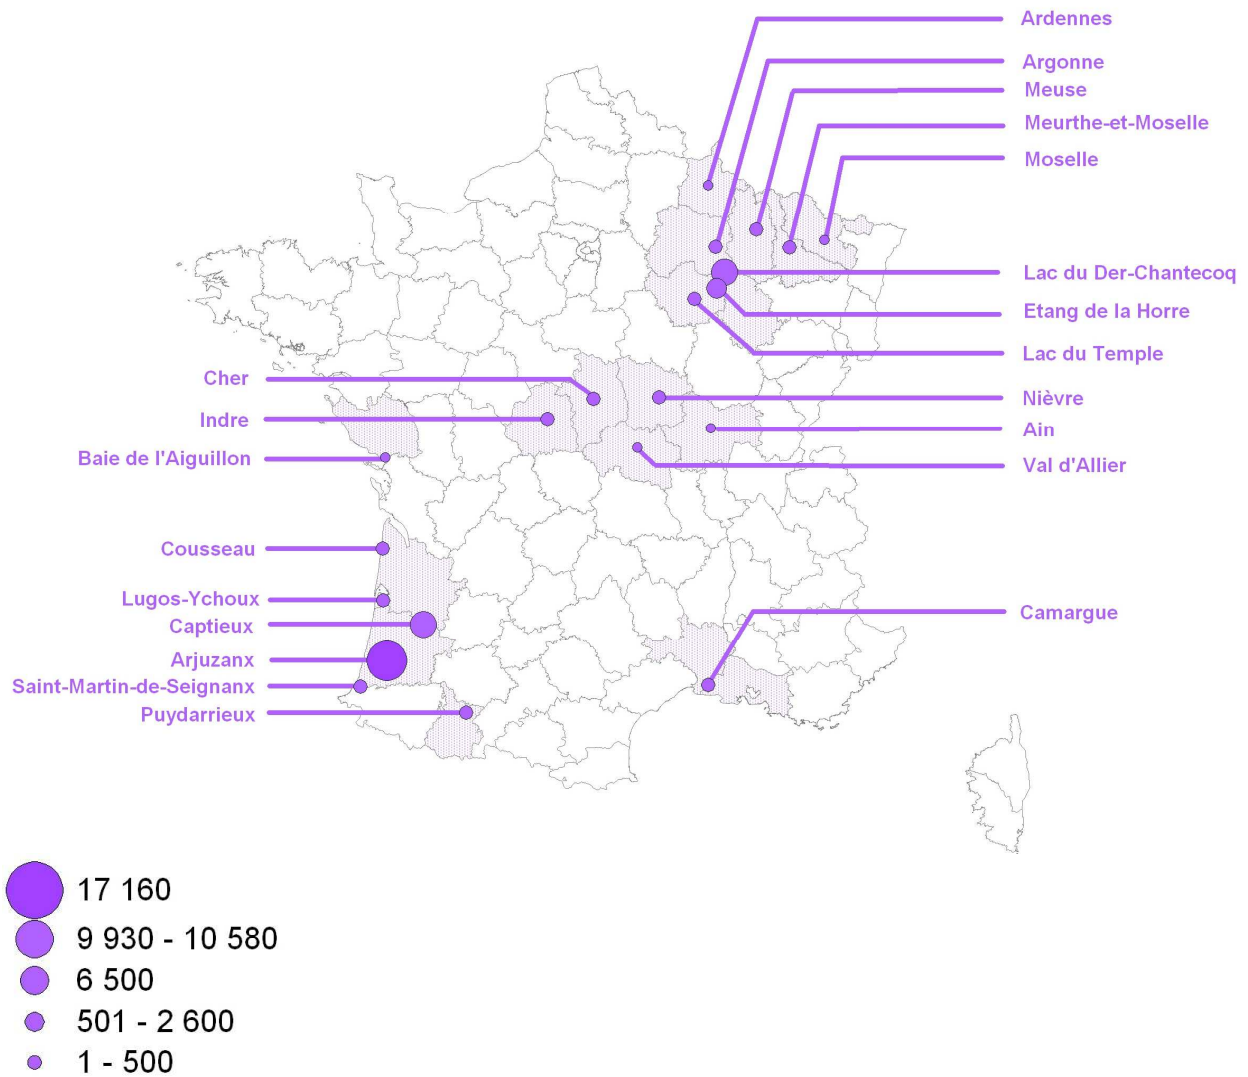 Ardennes
Argonne
Meuse
Meurthe-et-Moselle
Moselle
Lac du Der-Chantecoq
Etang de la Horre
Lac du Temple
Cher
Nièvre
Indre
Ain
Baie de l'Aiguillon
Val d'Allier
Cousseau
Lugos-Ychoux
Camargue
Captieux
Arjuzanx
Saint-Martin-de-Seignanx
Puydarrieux
17 160
9 930 - 10 580
6 500
501 - 2 600
1 - 500